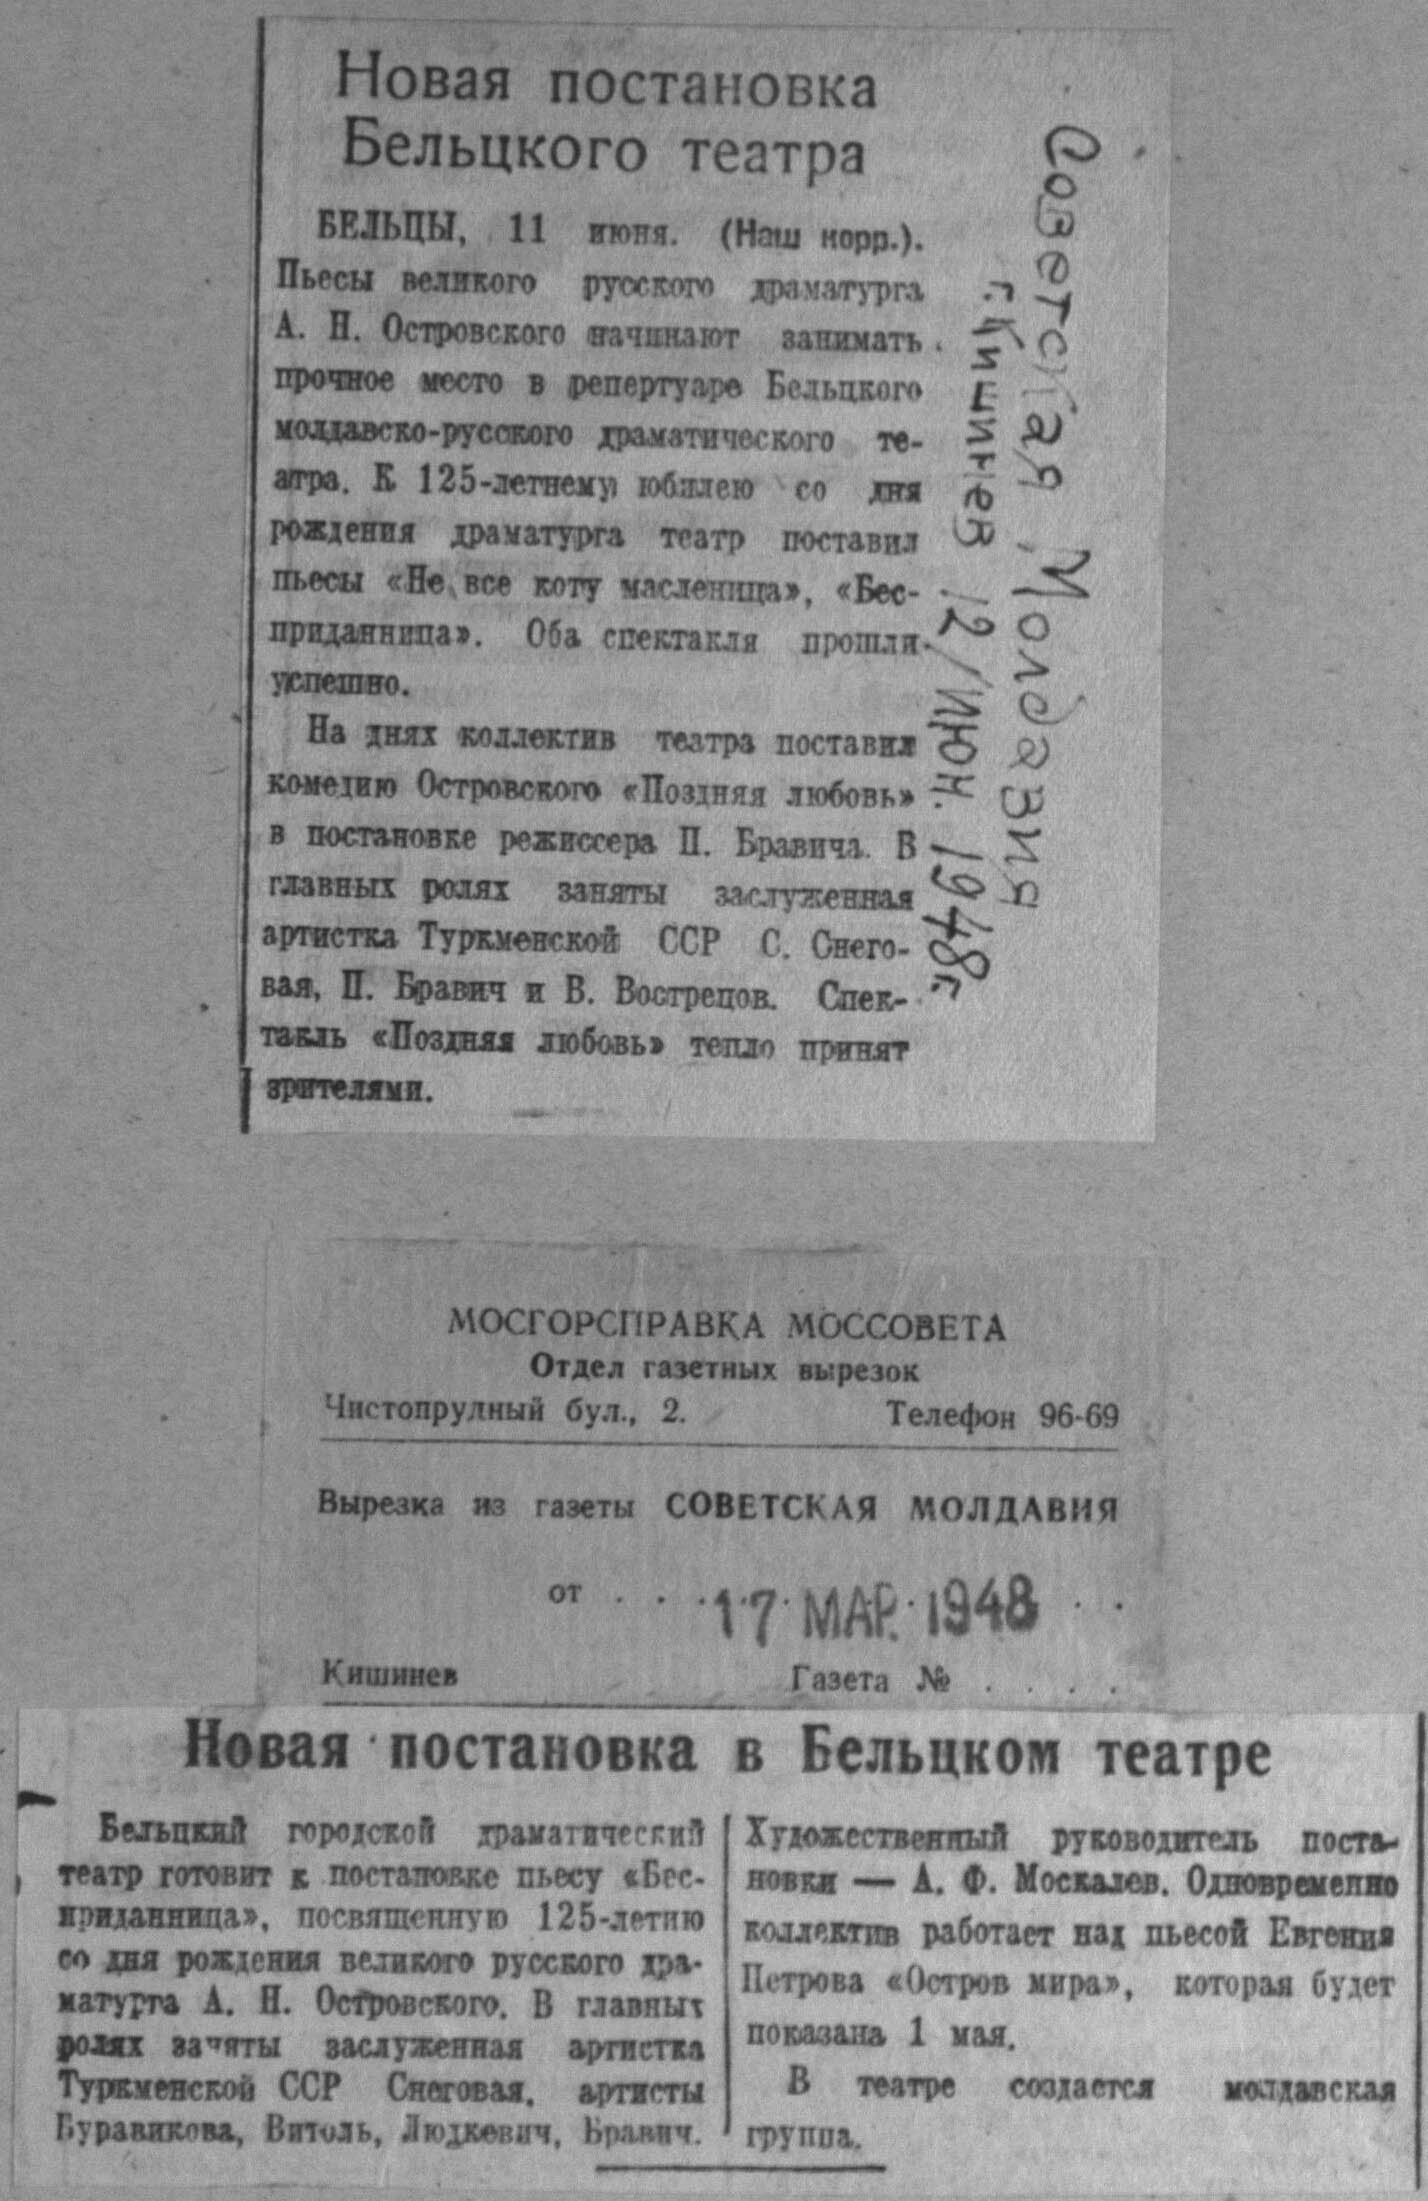 Новая постановка
Бельцкого театра
БЕЛЬЦЫ, 11 июня. (Наш корр.).
Пьесы великого русского драматурга
А. Н. Островского начинают занимать
прочное место в репертуаре Бельцкого
молдавско-русского драматического те-
атра. К 125-летнему юбилею со дня
рождения драматурга театр поставил
пьесы «Не все коту масленица», «Бес-
приданница». Оба спектакля прошли
успешно.
На днях коллектив театра поставил
комедию Островского «Поздняя любовь»
в постановке режиссера П. Бравича. В
главных ролях заняты заслуженная
артистка Туркменской ССР С. Снего-
вая, П. Бравич и В. Вострецов. Спек-
такль «Поздняя любовь» тепло принят
зрителями.
Советская Молдавия
г. Кишинев 12/июн. 1948г.
МОСГОРСПРАВКА МОССОВЕТА
Отдел газетных вырезок
Чистопрудный бул., 2. Телефон 96-69
Вырезка из газеты СОВЕТСКАЯ МОЛДАВИЯ
от . . . 17 МАР. 1948 . .
Кишинев Газета № . . . .
Новая постановка в Бельцком театре
Бельцкий городской драматический
театр готовит к постановке пьесу «Бес-
приданница», посвященную 125-летию
со дня рождения великого русского дра-
матурга А. Н. Островского. В главных
ролях заняты заслуженная артистка
Туркменской ССР Снеговая, артисты
Буравикова, Витоль, Людкевич, Бравич.
Художественный руководитель поста-
новки — А. Ф. Москалев. Одновременно
коллектив работает над пьесой Евгения
Петрова «Остров мира», которая будет
показана 1 мая.
В театре создается молдавская
группа.